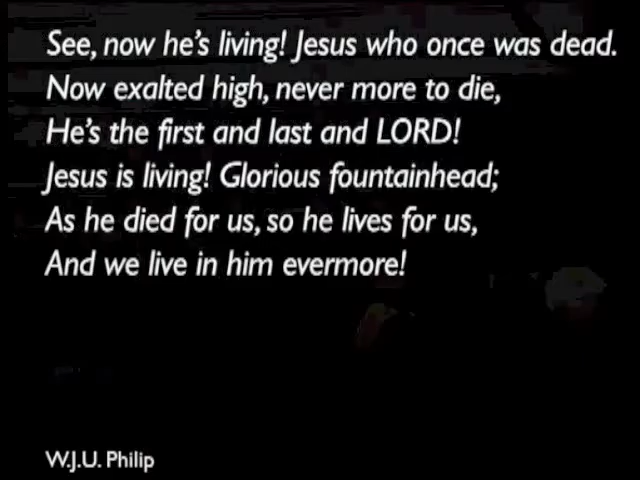 See, now he's living! Jesus who once was dead.
Now exalted high, never more to die,
He's the first and last and LORD!
Jesus is living! Glorious fountainhead;
As he died for us, so he lives for us,
And we live in him evermore!
W.J.U. Philip